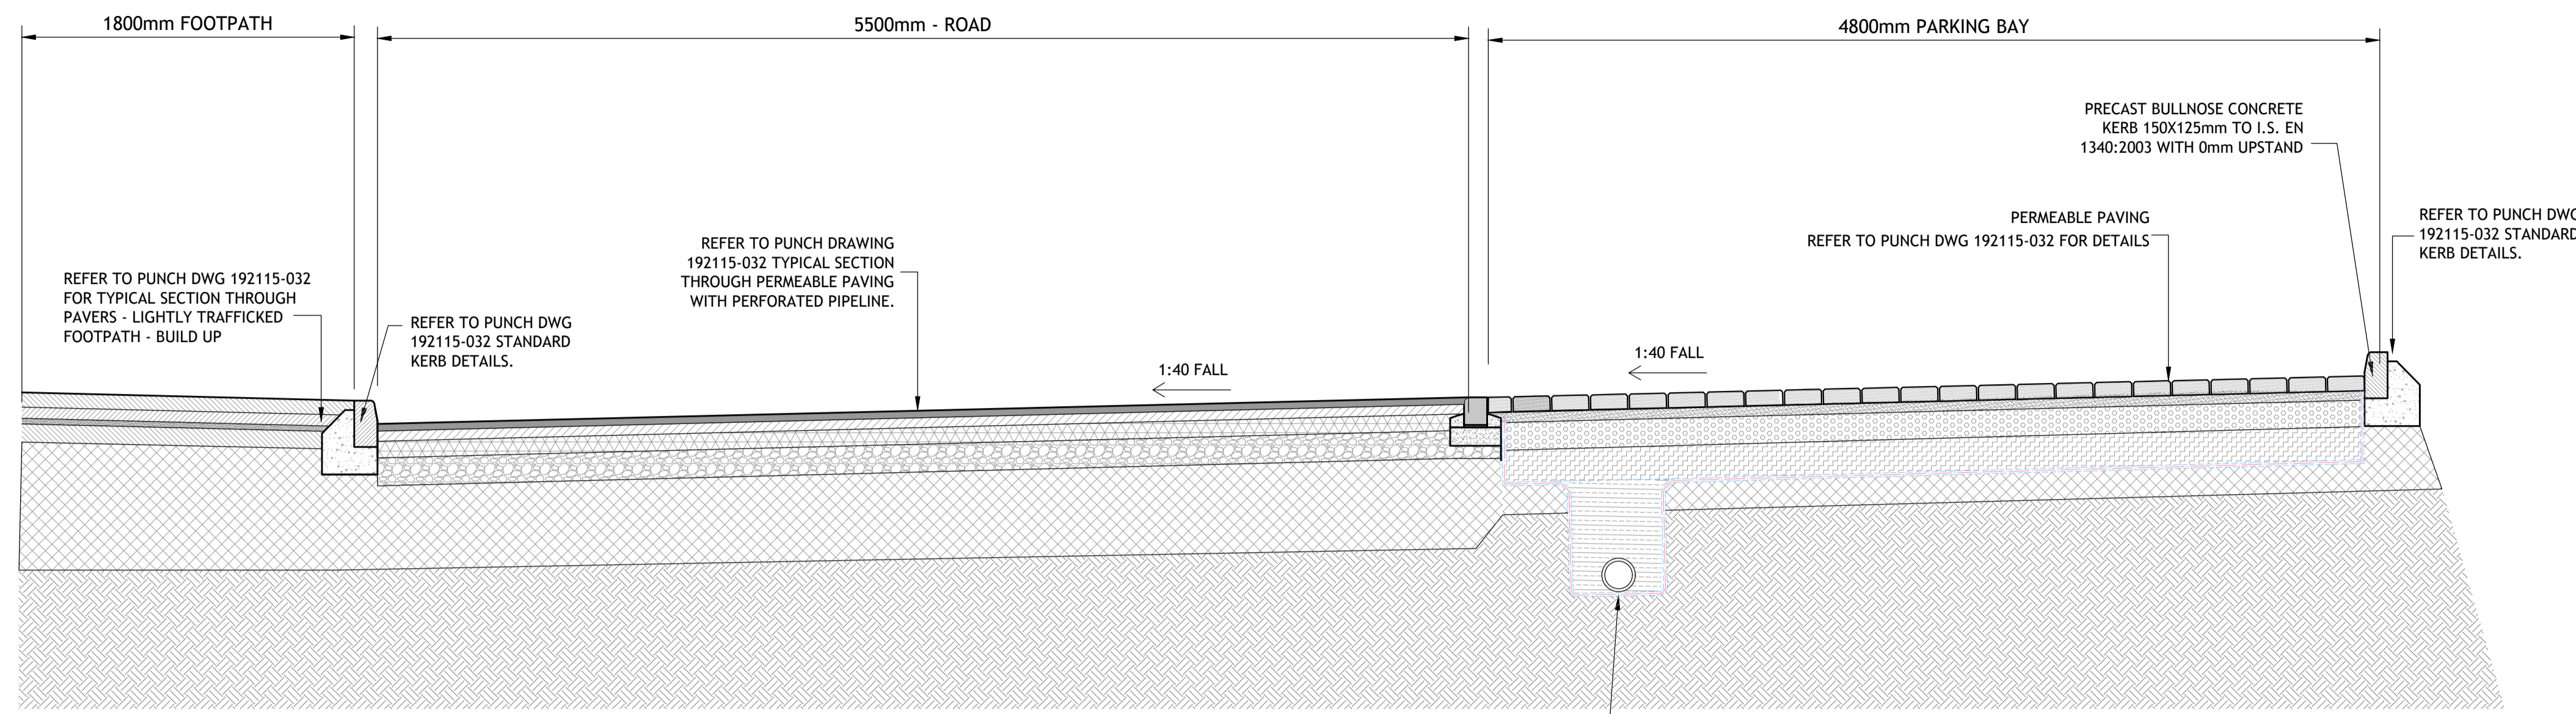 1800mm FOOTPATH
5500mm - ROAD
4800mm PARKING BAY
PRECAST BULLNOSE CONCRETE
KERB 150X125mm TO I.S. EN
1340:2003 WITH 0mm UPSTAND
PERMEABLE PAVING
REFER TO PUNCH DWG 192115-032 FOR DETAILS
REFER TO PUNCH DWG
192115-032 STANDARD
KERB DETAILS.
REFER TO PUNCH DRAWING
192115-032 TYPICAL SECTION
THROUGH PERMEABLE PAVING
WITH PERFORATED PIPELINE.
REFER TO PUNCH DWG 192115-032
FOR TYPICAL SECTION THROUGH
PAVERS - LIGHTLY TRAFFICKED
FOOTPATH - BUILD UP
REFER TO PUNCH DWG
192115-032 STANDARD
KERB DETAILS.
1:40 FALL
1:40 FALL